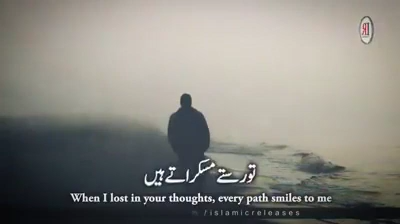 تو رستے مسکراتے ہیں
When I lost in your thoughts, every path smiles to me
/islamicreleases